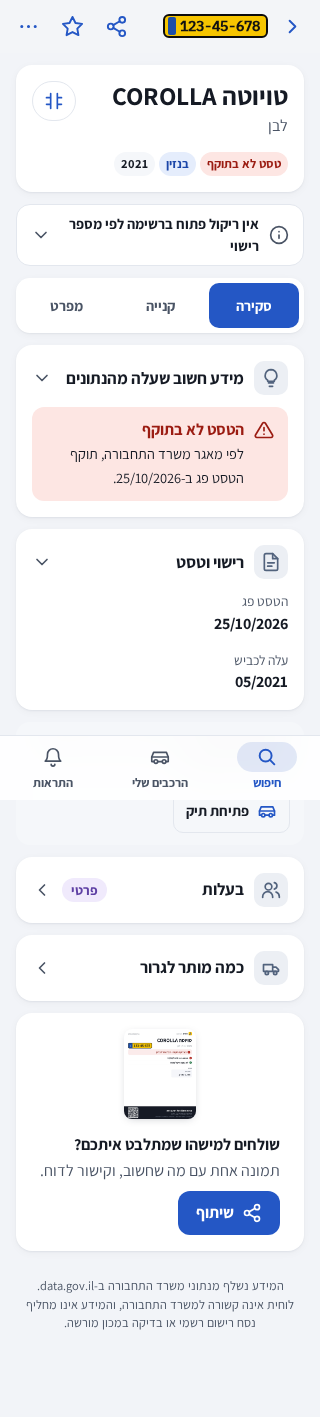 123-45-678
טויוטה COROLLA
לבן
טסט לא בתוקף
בנזין
2021
אין ריקול פתוח ברשימה לפי מספר
רישוי
סקירה
קנייה
מפרט
מידע חשוב שעלה מהנתונים
הטסט לא בתוקף
לפי מאגר משרד התחבורה, תוקף
הטסט פג ב-25/10/2026.
רישוי וטסט
הטסט פג
25/10/2026
עלה לכביש
05/2021
חיפוש
הרכבים שלי
התראות
פתיחת תיק
בעלות
פרטי
כמה מותר לגרור
שולחים למישהו שמתלבט איתכם?
תמונה אחת עם מה שחשוב, וקישור לדוח.
שיתוף
המידע נשלף מנתוני משרד התחבורה ב-data.gov.il.
לוחית אינה קשורה למשרד התחבורה, והמידע אינו מחליף
נסח רישום רשמי או בדיקה במכון מורשה.